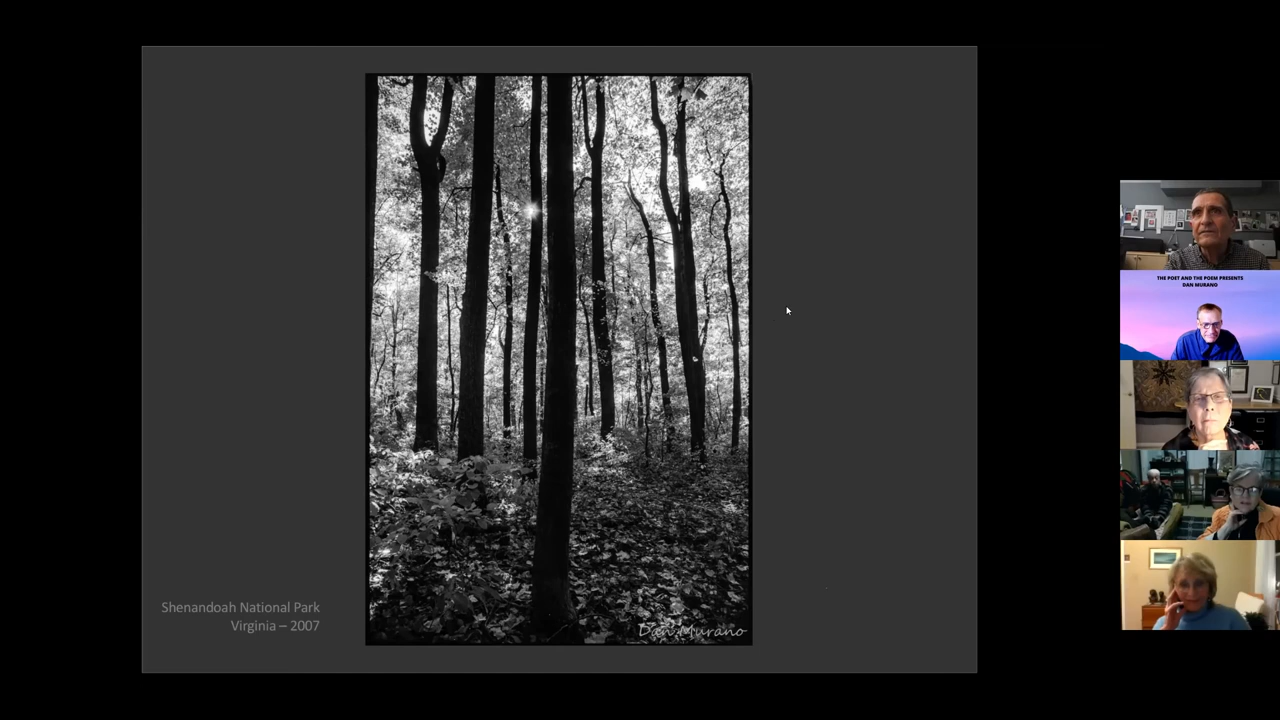 Shenandoah National Park
Virginia – 2007
Dan Murano
THE POET AND THE POEM PRESENTS
DAN MURANO